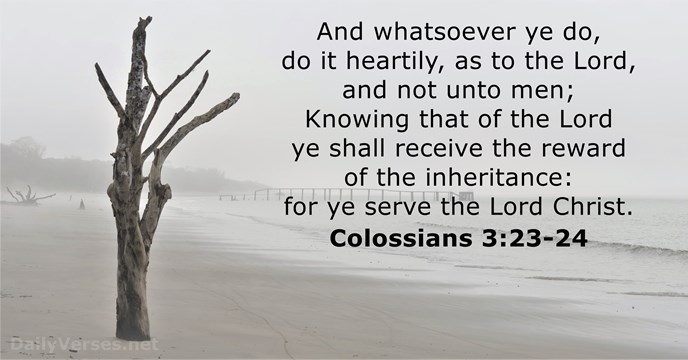 And whatsoever ye do,
do it heartily, as to the Lord,
and not unto men;
Knowing that of the Lord
ye shall receive the reward
of the inheritance:
for ye serve the Lord Christ.
Colossians 3:23-24
DailyVerses.net